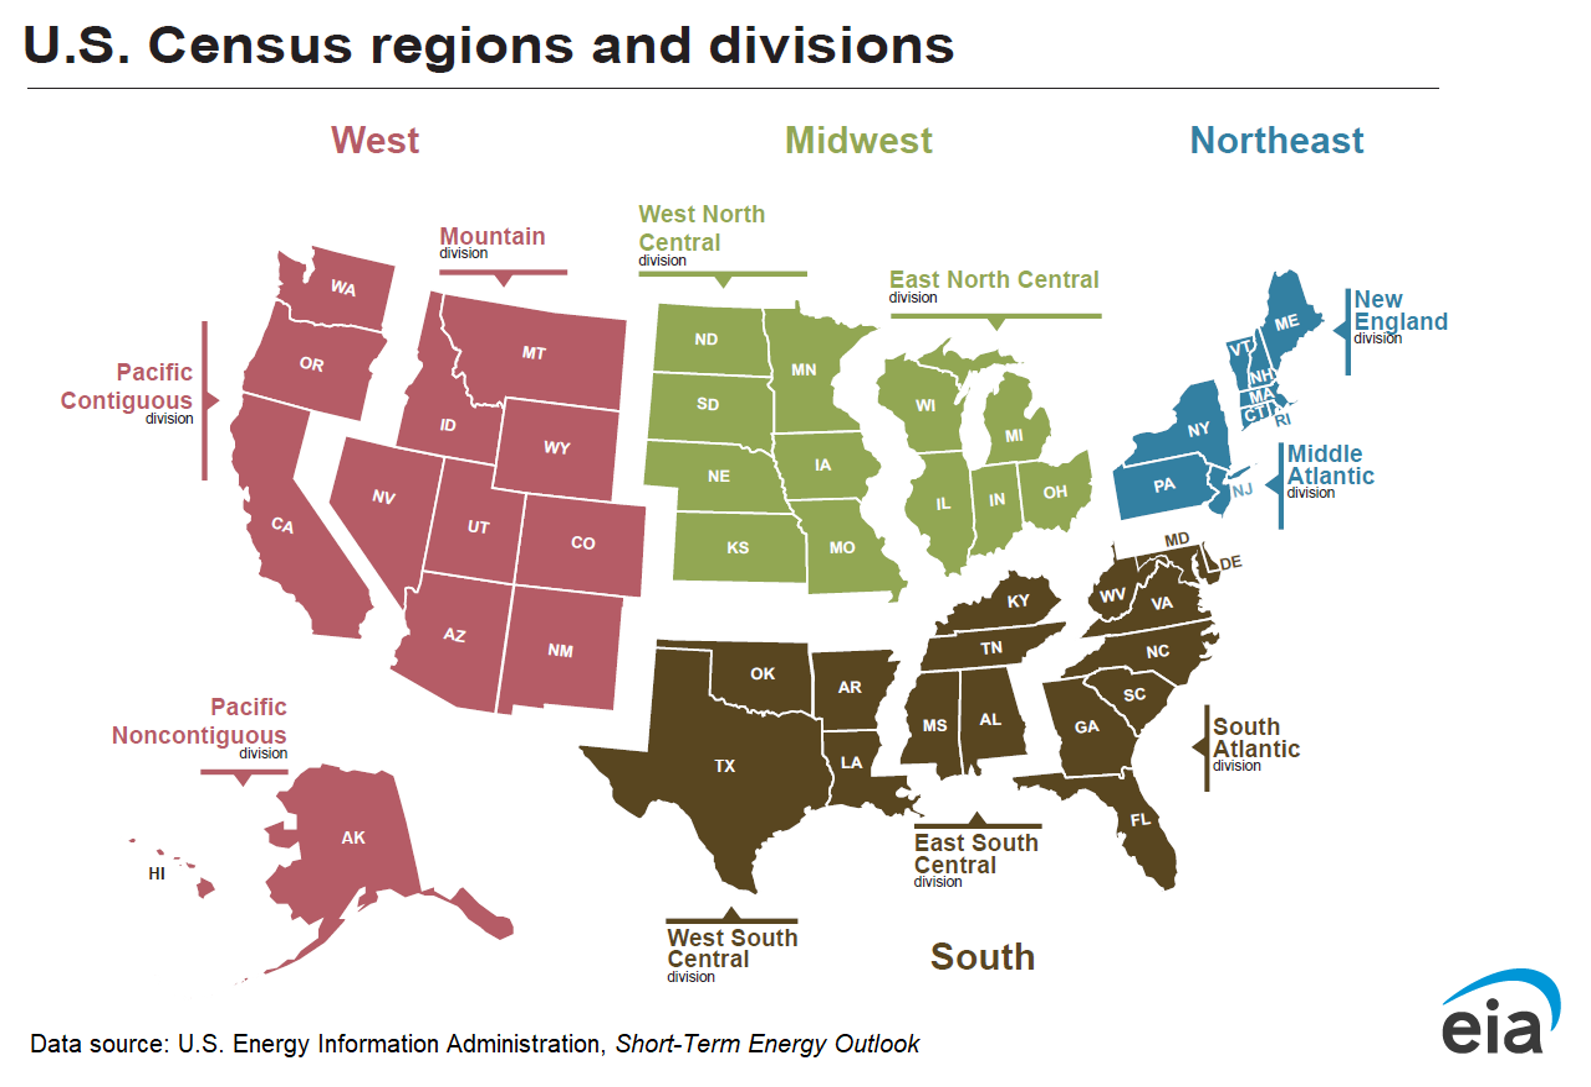 U.S. Census regions and divisions
West
Midwest
Northeast
Pacific
Contiguous
division
Mountain
division
West North
Central
division
East North Central
division
New
England
division
Middle
Atlantic
division
South
Atlantic
division
East South
Central
division
West South
Central
division
South
Pacific
Noncontiguous
division
WA
OR
CA
MT
ID
WY
NV
UT
CO
AZ
NM
AK
HI
ND
SD
NE
KS
MN
IA
MO
WI
MI
IL
IN
OH
ME
VT
NH
MA
CT
RI
NY
PA
NJ
MD
DE
WV
VA
NC
SC
GA
FL
KY
TN
MS
AL
OK
AR
TX
LA
Data source: U.S. Energy Information Administration, Short-Term Energy Outlook
eia